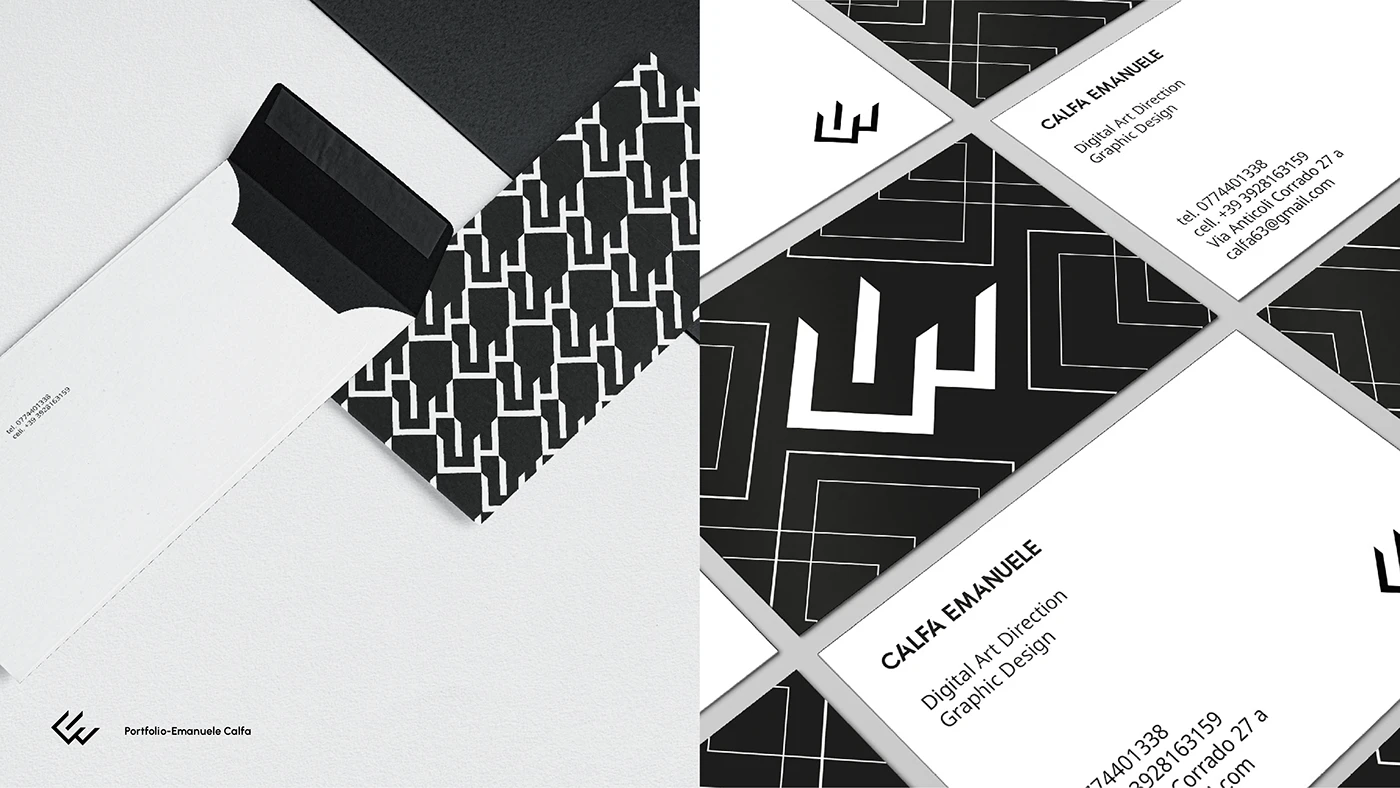 tel. 0774401338
cell. +39 3928163159
Portfolio-Emanuele Calfa
CALFA EMANUELE
Digital Art Direction
Graphic Design
tel. 0774401338
cell. +39 3928163159
Via Anticoli Corrado 27 a
calfa63@gmail.com
CALFA EMANUELE
Digital Art Direction
Graphic Design
774401338
3928163159
Corrado 27 a
.com